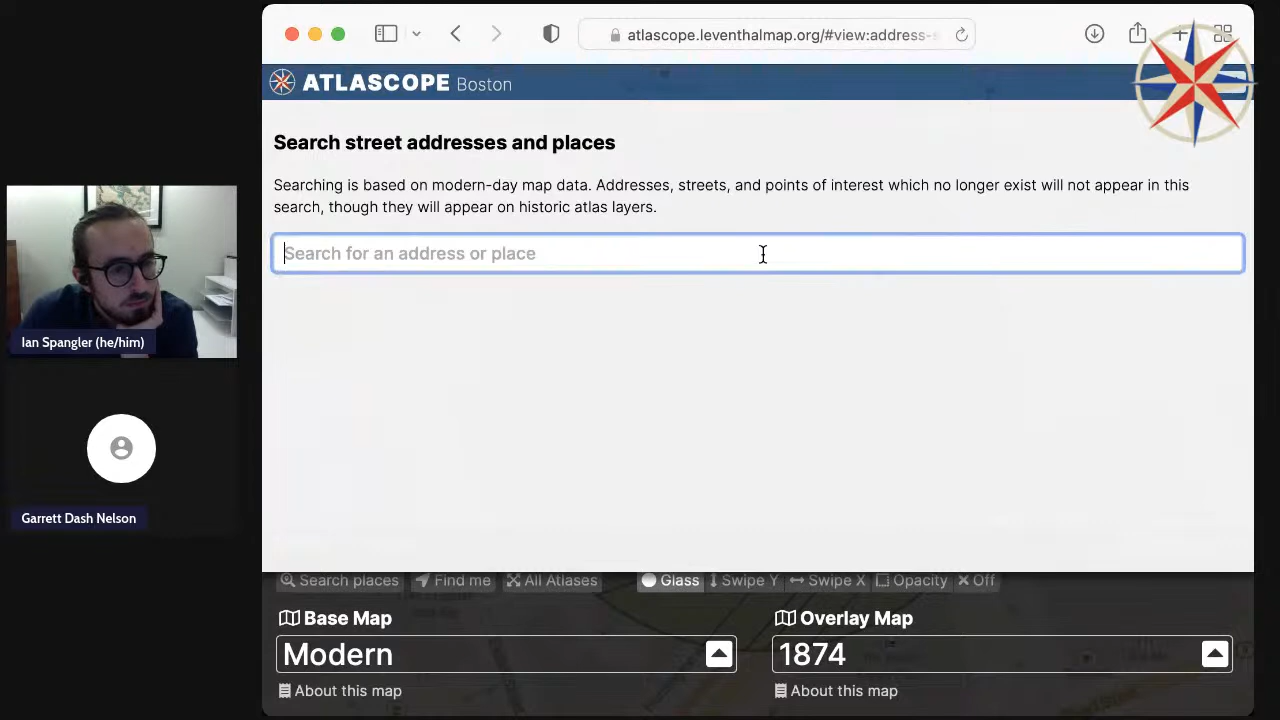 atlascope.leventhalmap.org/#view:address-s
ATLASCOPE Boston
Search street addresses and places
Searching is based on modern-day map data. Addresses, streets, and points of interest which no longer exist will not appear in this
search, though they will appear on historic atlas layers.
Search for an address or place
Ian Spangler (he/him)
Garrett Dash Nelson
Search places Find me All Atlases Glass Swipe Y Swipe X Opacity Off
Base Map Overlay Map
Modern 1874
About this map About this map